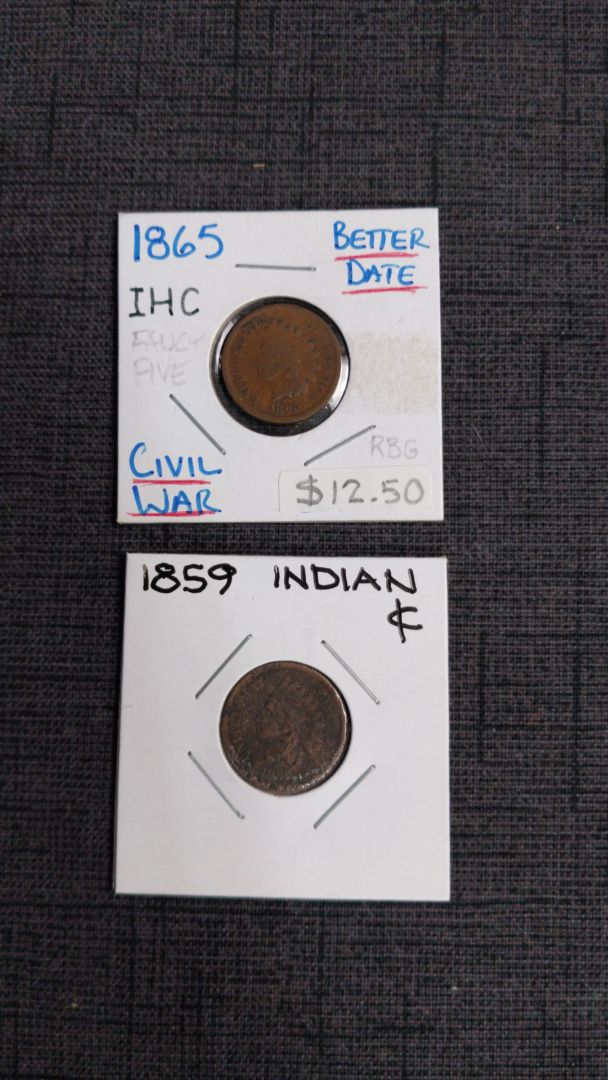 1865
BETTER
DATE
IHC
FANCY
FIVE
RBG
CIVIL
WAR
$12.50
1859 INDIAN
¢